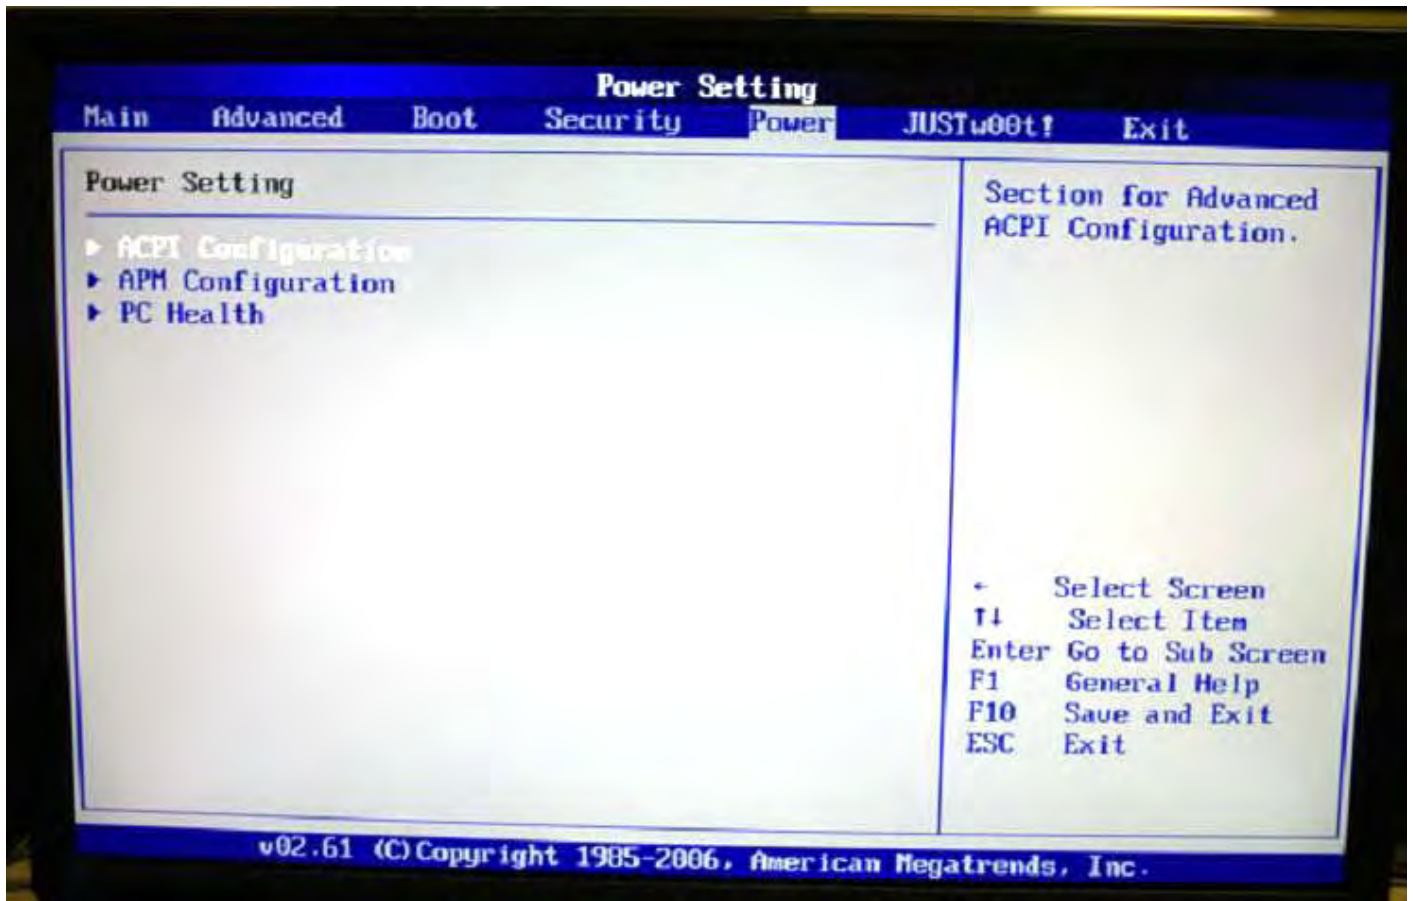 Power Setting
Main Advanced Boot Security Power JUSTw00t! Exit
Power Setting
▶ ACPI Configuration
▶ APM Configuration
▶ PC Health
Section for Advanced
ACPI Configuration.
← Select Screen
↑↓ Select Item
Enter Go to Sub Screen
F1 General Help
F10 Save and Exit
ESC Exit
v02.61 (C)Copyright 1985-2006, American Megatrends, Inc.